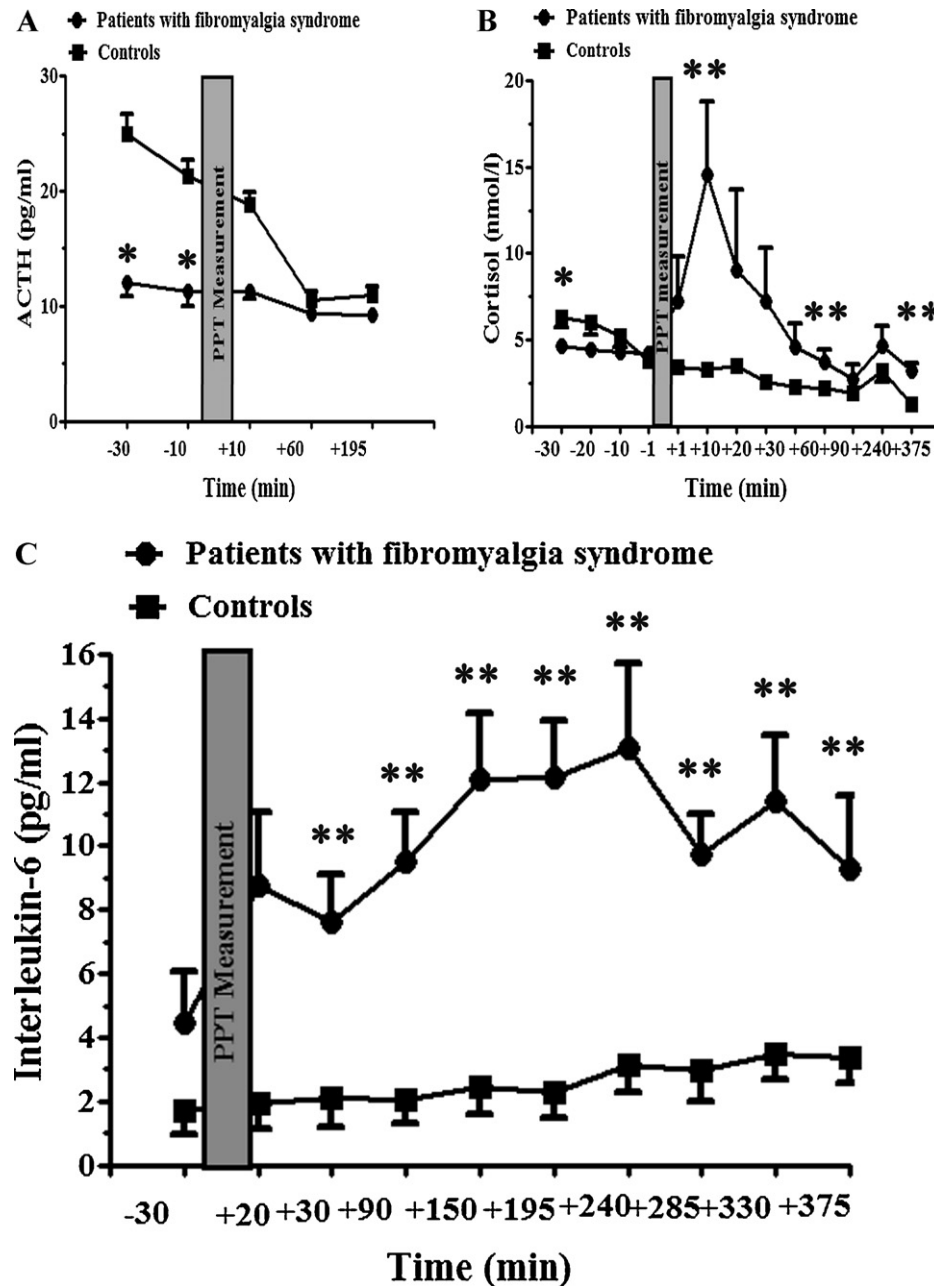 A
Patients with fibromyalgia syndrome
Controls
30
20
10
0
ACTH (pg/ml)
*
*
PPT Measurement
-30 -10 +10 +60 +195
Time (min)
B
Patients with fibromyalgia syndrome
Controls
20
15
10
5
0
Cortisol (nmol/l)
*
**
**
**
PPT measurement
-30 -20 -10 -1 +1 +10 +20 +30 +60 +90 +240 +375
Time (min)
C
Patients with fibromyalgia syndrome
Controls
16
14
12
10
8
6
4
2
0
Interleukin-6 (pg/ml)
**
**
**
**
**
**
**
**
PPT Measurement
-30 +20 +30 +90 +150 +195 +240 +285 +330 +375
Time (min)